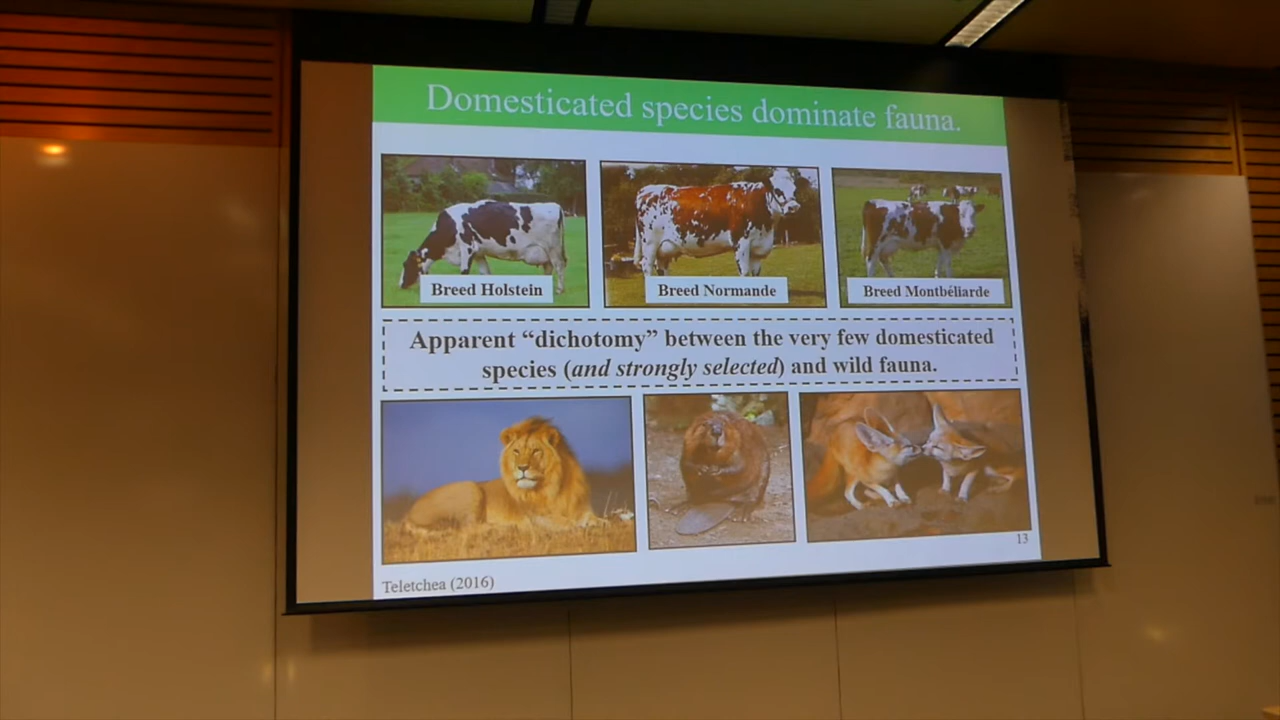 Domesticated species dominate fauna.
Breed Holstein
Breed Normande
Breed Montbéliarde
Apparent “dichotomy” between the very few domesticated
species (and strongly selected) and wild fauna.
13
Teletchea (2016)